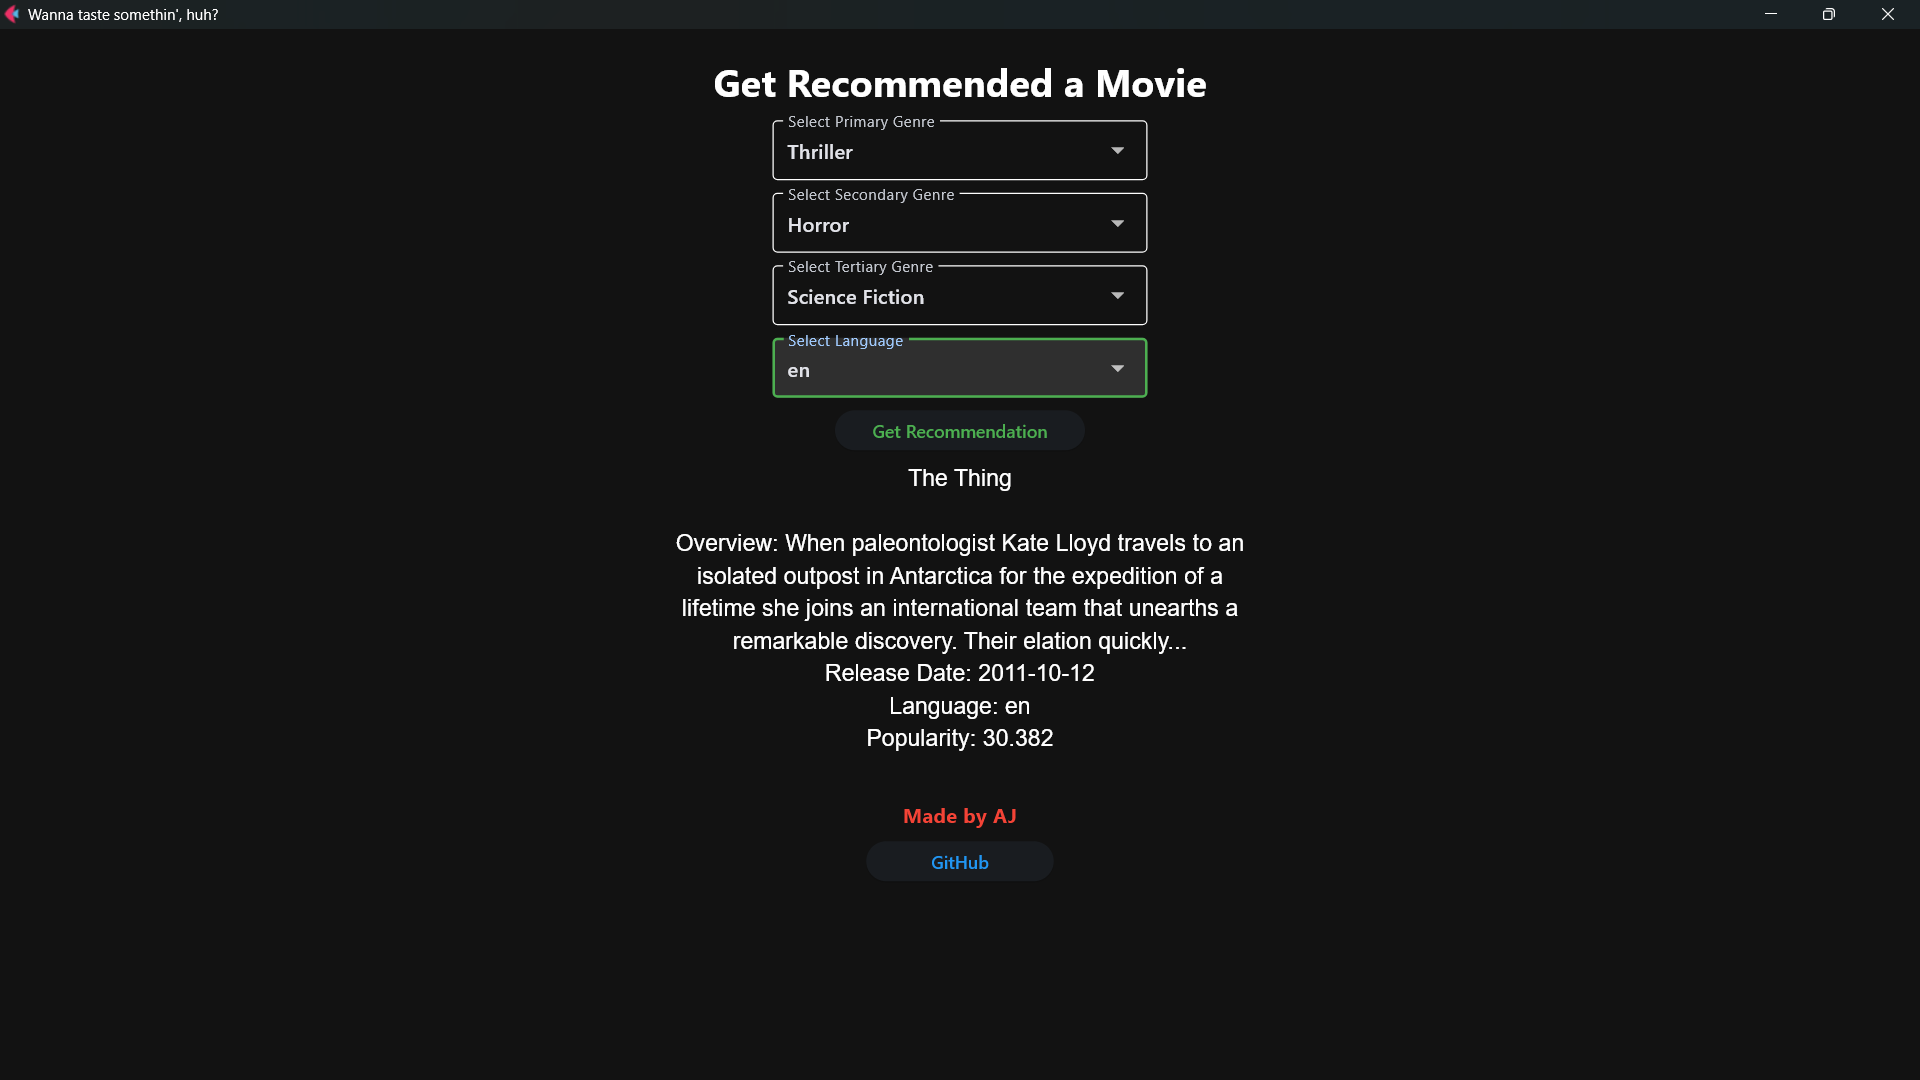 Wanna taste somethin', huh?
Get Recommended a Movie
Select Primary Genre
Thriller
Select Secondary Genre
Horror
Select Tertiary Genre
Science Fiction
Select Language
en
Get Recommendation
The Thing
Overview: When paleontologist Kate Lloyd travels to an
isolated outpost in Antarctica for the expedition of a
lifetime she joins an international team that unearths a
remarkable discovery. Their elation quickly...
Release Date: 2011-10-12
Language: en
Popularity: 30.382
Made by AJ
GitHub